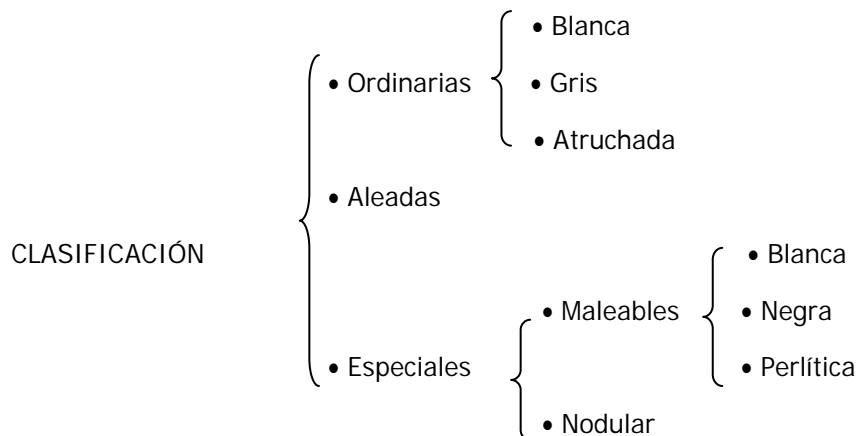 CLASIFICACIÓN
• Ordinarias
• Blanca
• Gris
• Atruchada
• Aleadas
• Especiales
• Maleables
• Blanca
• Negra
• Perlítica
• Nodular